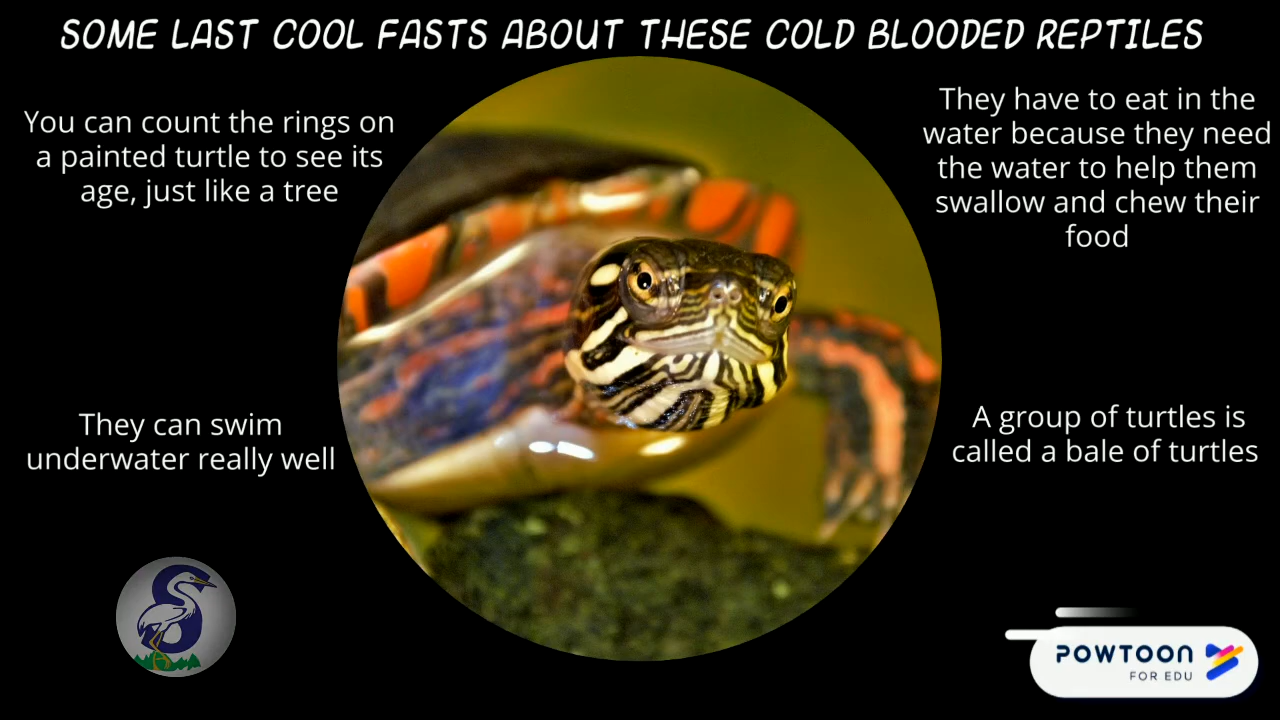 SOME LAST COOL FASTS ABOUT THESE COLD BLOODED REPTILES
You can count the rings on
a painted turtle to see its
age, just like a tree
They have to eat in the
water because they need
the water to help them
swallow and chew their
food
They can swim
underwater really well
A group of turtles is
called a bale of turtles
S
POWTOON
FOR EDU